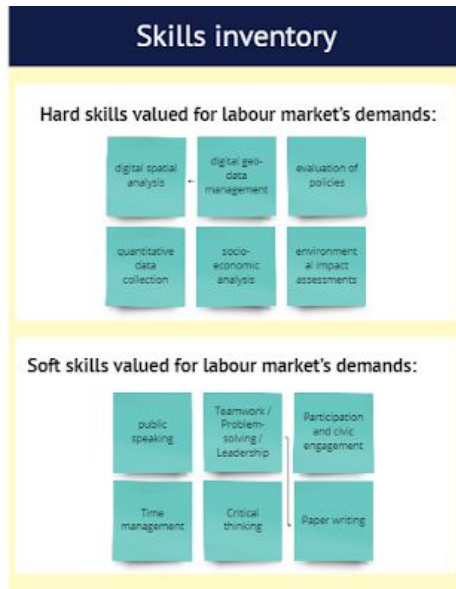 Skills inventory
Hard skills valued for labour market's demands:
digital spatial
analysis
digital geo-
data
management
evaluation of
policies
quantitative
data
collection
socio-
economic
analysis
environment
al impact
assessments
Soft skills valued for labour market's demands:
public
speaking
Teamwork /
Problem-
solving /
Leadership
Participation
and civic
engagement
Time
management
Critical
thinking
Paper writing